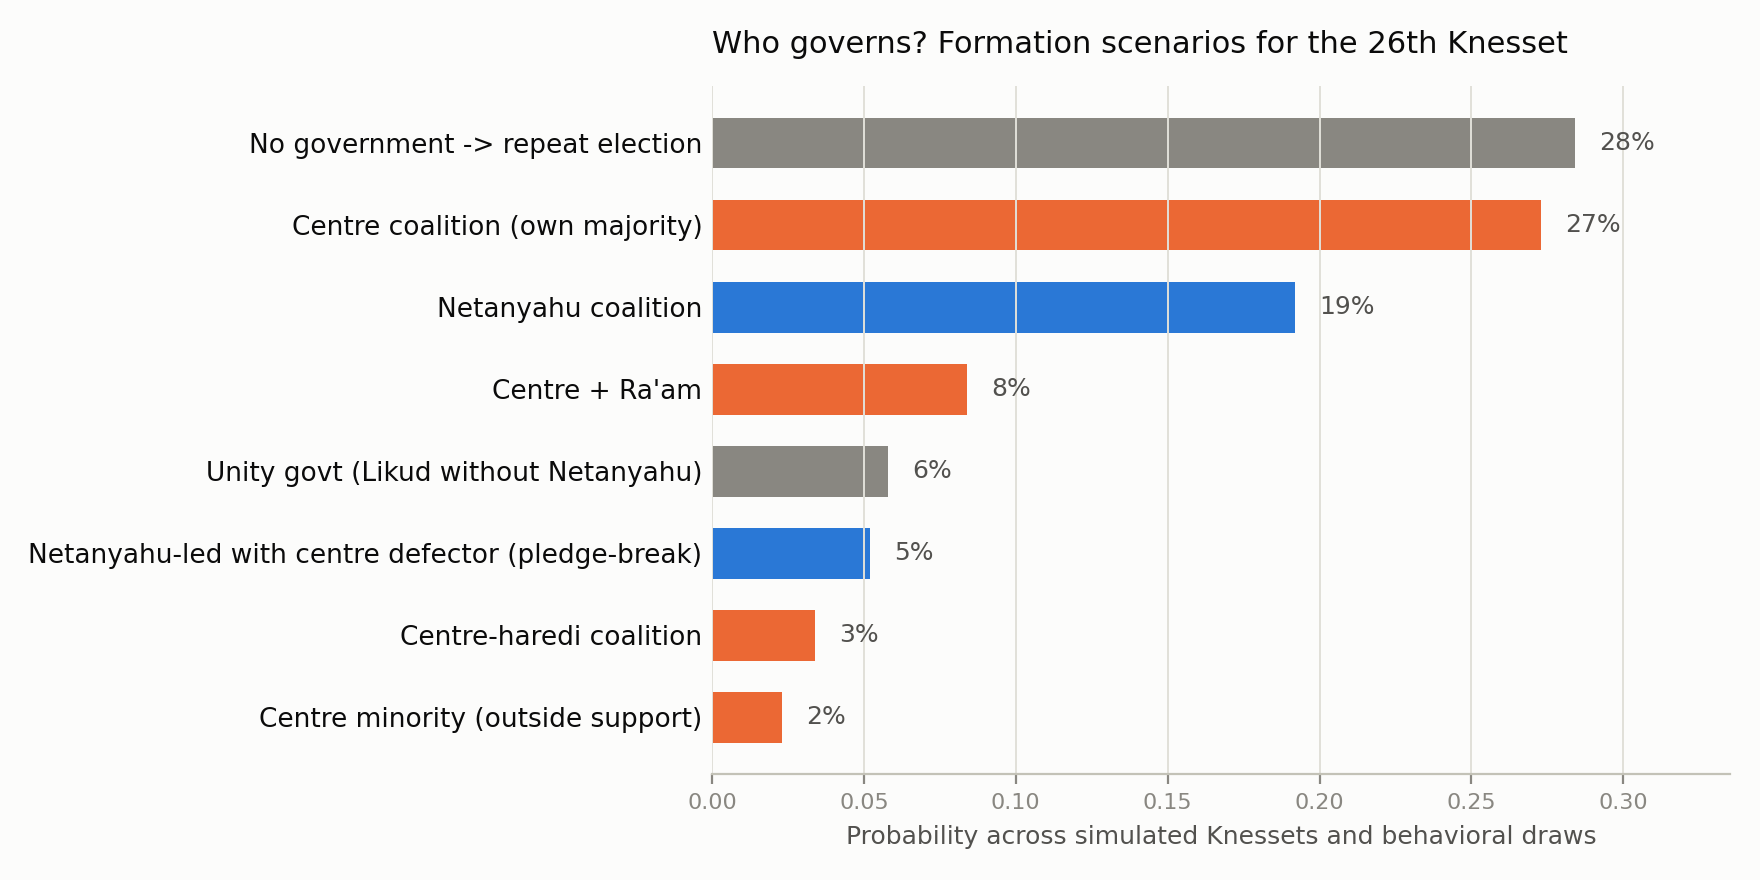 Who governs? Formation scenarios for the 26th Knesset
No government -> repeat election
28%
Centre coalition (own majority)
27%
Netanyahu coalition
19%
Centre + Ra'am
8%
Unity govt (Likud without Netanyahu)
6%
Netanyahu-led with centre defector (pledge-break)
5%
Centre-haredi coalition
3%
Centre minority (outside support)
2%
0.00 0.05 0.10 0.15 0.20 0.25 0.30
Probability across simulated Knessets and behavioral draws